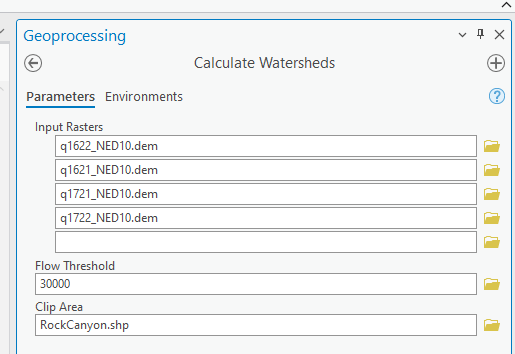 Geoprocessing
Calculate Watersheds
Parameters Environments
Input Rasters
q1622_NED10.dem
q1621_NED10.dem
q1721_NED10.dem
q1722_NED10.dem
Flow Threshold
30000
Clip Area
RockCanyon.shp